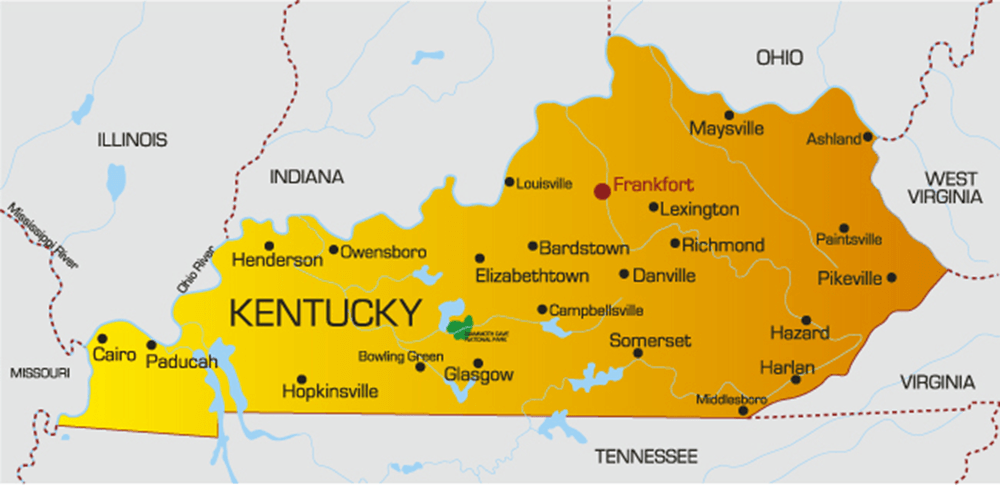 OHIO
Maysville
Ashland
ILLINOIS
INDIANA
Louisville
Frankfort
WEST
VIRGINIA
Lexington
Mississippi River
Ohio River
Henderson
Owensboro
Bardstown
Richmond
Paintsville
Elizabethtown
Danville
Pikeville
KENTUCKY
Campbellsville
MAMMOTH CAVE
NATIONAL PARK
Hazard
Somerset
Cairo
Paducah
Bowling Green
Glasgow
Harlan
MISSOURI
VIRGINIA
Hopkinsville
Middlesboro
TENNESSEE